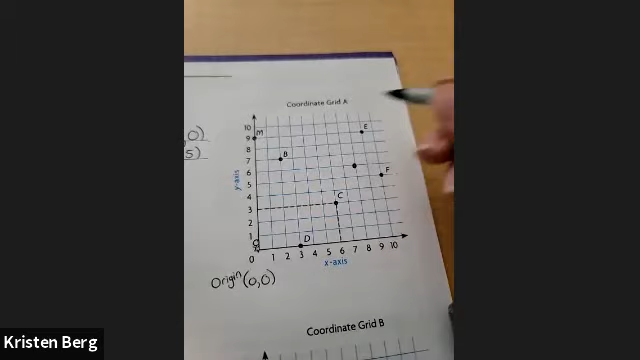 Coordinate Grid A
,0)
5)
10
9
8
7
6
5
4
3
2
1
0
M
B
E
F
C
D
y-axis
1 2 3 4 5 6 7 8 9 10
x-axis
Origin (0,0)
Coordinate Grid B
Kristen Berg